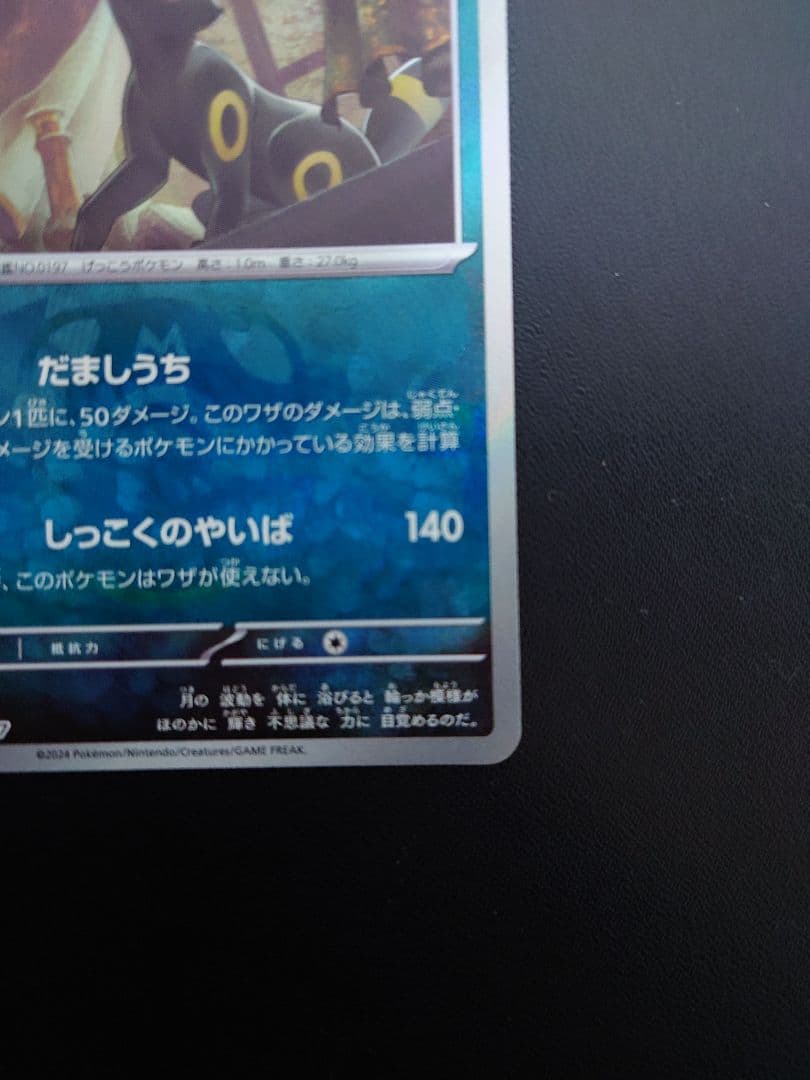 NO.0197 げっこうポケモン 高さ：1.0m 重さ：27.0kg
だましうち
ン1匹に、50ダメージ。このワザのダメージは、弱点・
メージを受けるポケモンにかかっている効果を計算
しっこくのやいば 140
、このポケモンはワザが使えない。
抵抗力 にげる
月の 波動を 体に 浴びると 輪っか模様が
ほのかに 輝き 不思議な 力に 目覚めるのだ。
©2024 Pokémon/Nintendo/Creatures/GAME FREAK.